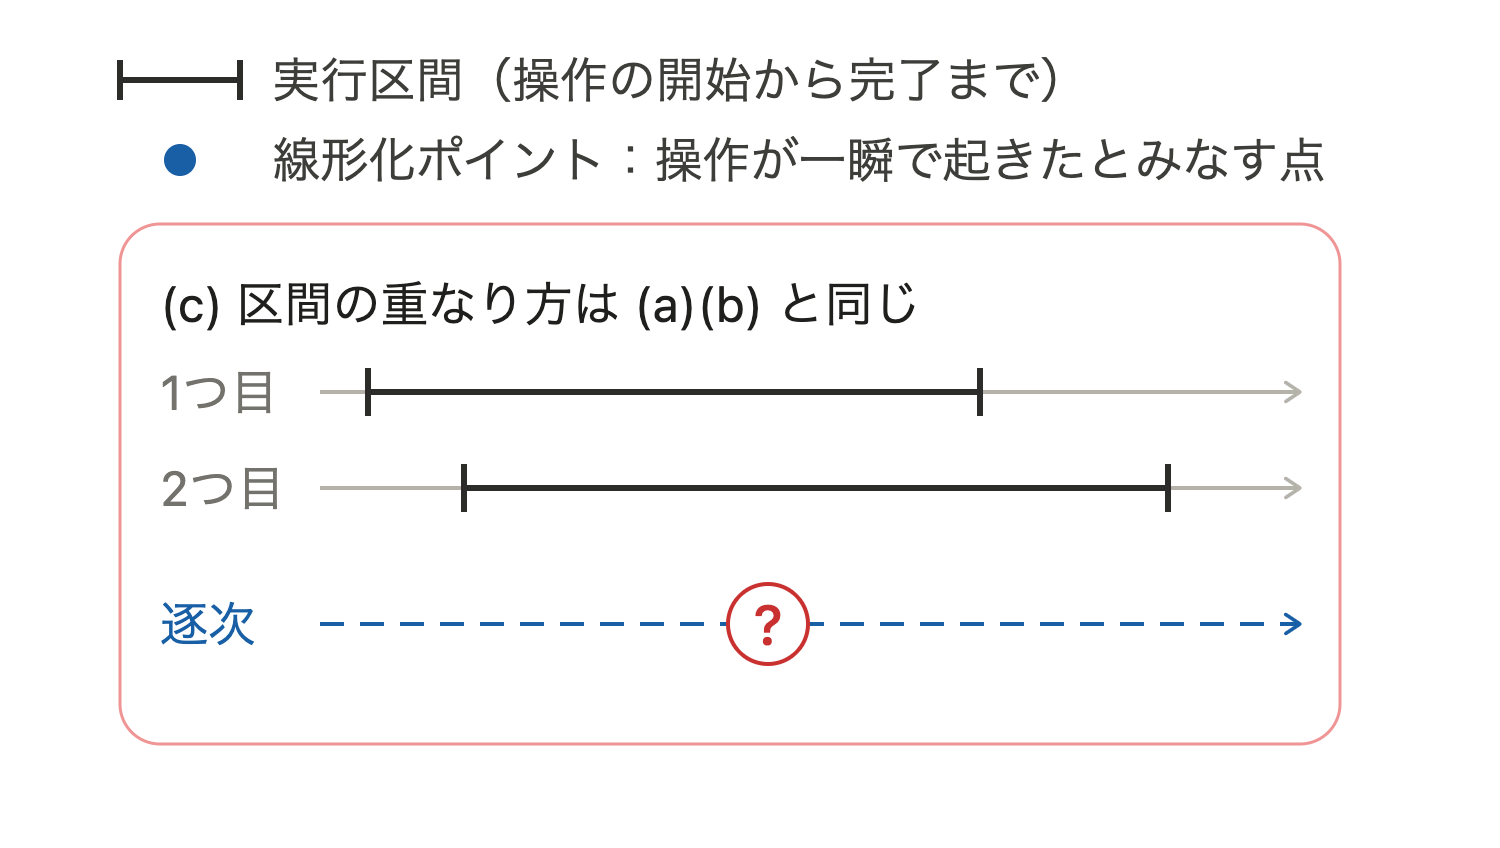 実行区間（操作の開始から完了まで）
線形化ポイント：操作が一瞬で起きたとみなす点
(c) 区間の重なり方は (a)(b) と同じ
1つ目
2つ目
逐次
?